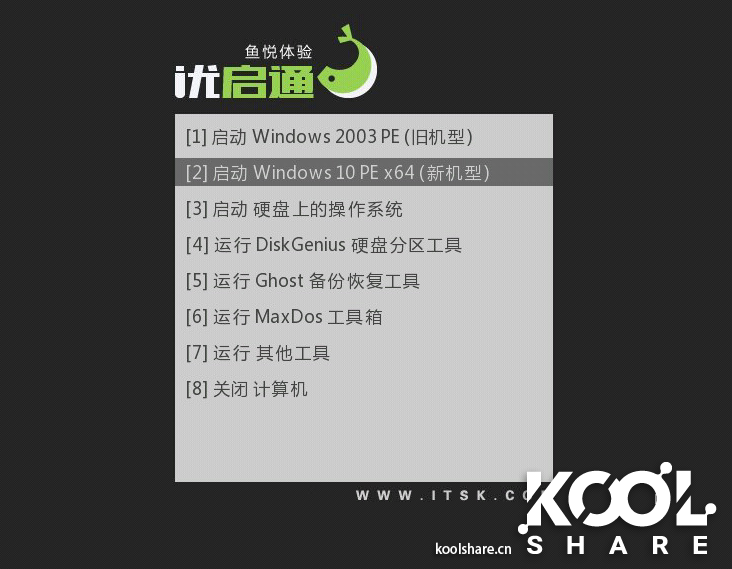 鱼悦体验
优启通
[1] 启动 Windows 2003 PE (旧机型)
[2] 启动 Windows 10 PE x64 (新机型)
[3] 启动 硬盘上的操作系统
[4] 运行 DiskGenius 硬盘分区工具
[5] 运行 Ghost 备份恢复工具
[6] 运行 MaxDos 工具箱
[7] 运行 其他工具
[8] 关闭 计算机
WWW.ITSK.CO
KOOL
koolshare.cn SHARE